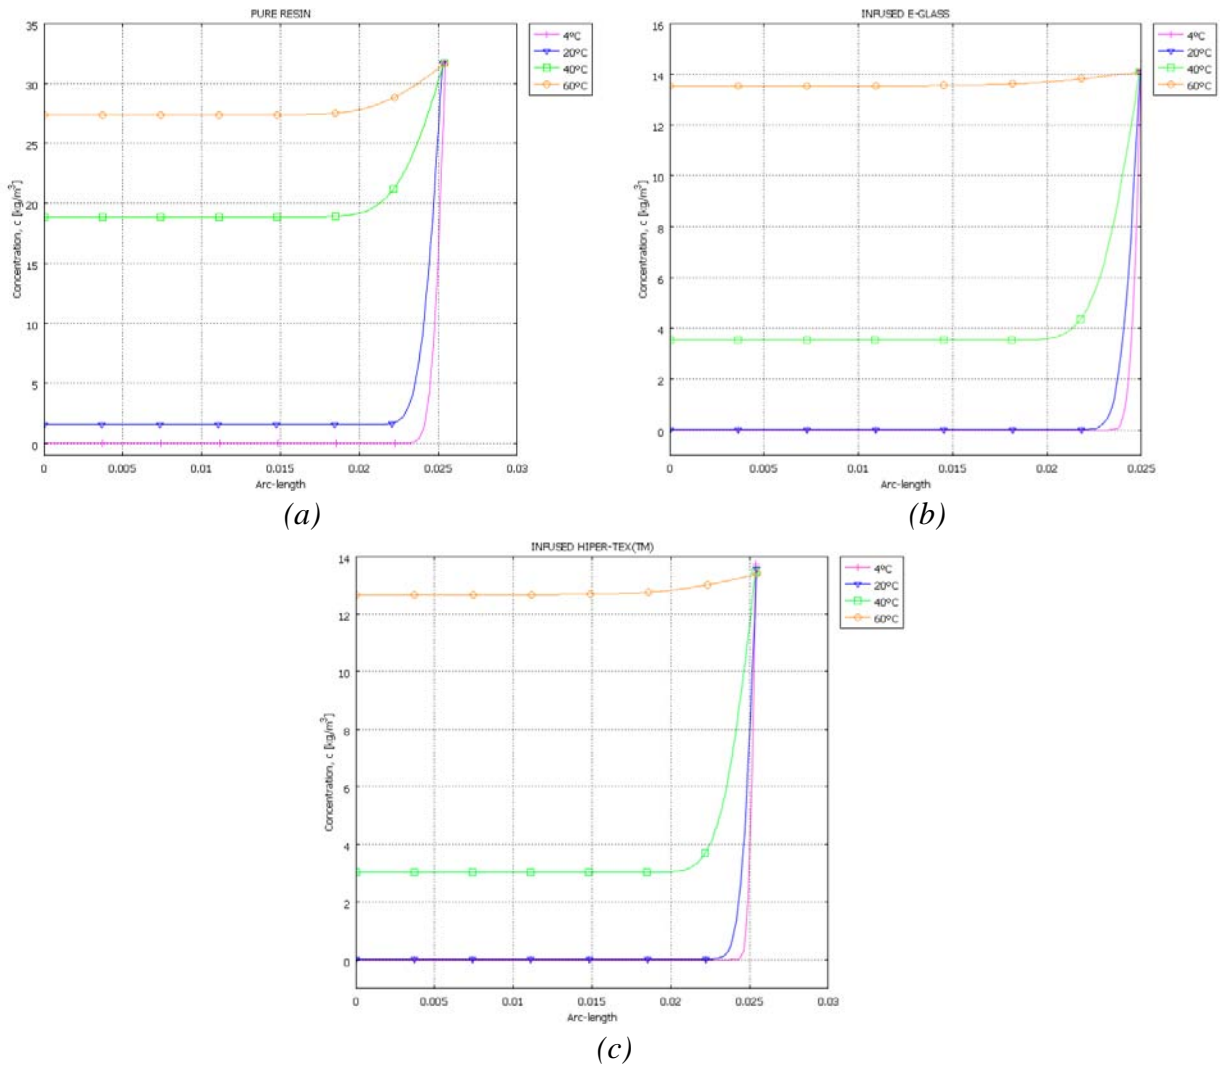 PURE RESIN
35
30
25
20
15
10
5
0
Concentration, c [kg/m³]
0 0.005 0.01 0.015 0.02 0.025 0.03
Arc-length
4ºC
20ºC
40ºC
60ºC
(a)
INFUSED E-GLASS
16
14
12
10
8
6
4
2
0
Concentration, c [kg/m³]
0 0.005 0.01 0.015 0.02 0.025
Arc-length
4ºC
20ºC
40ºC
60ºC
(b)
INFUSED HIPER-TEX(TM)
14
12
10
8
6
4
2
0
Concentration, c [kg/m³]
0 0.005 0.01 0.015 0.02 0.025 0.03
Arc-length
4ºC
20ºC
40ºC
60ºC
(c)